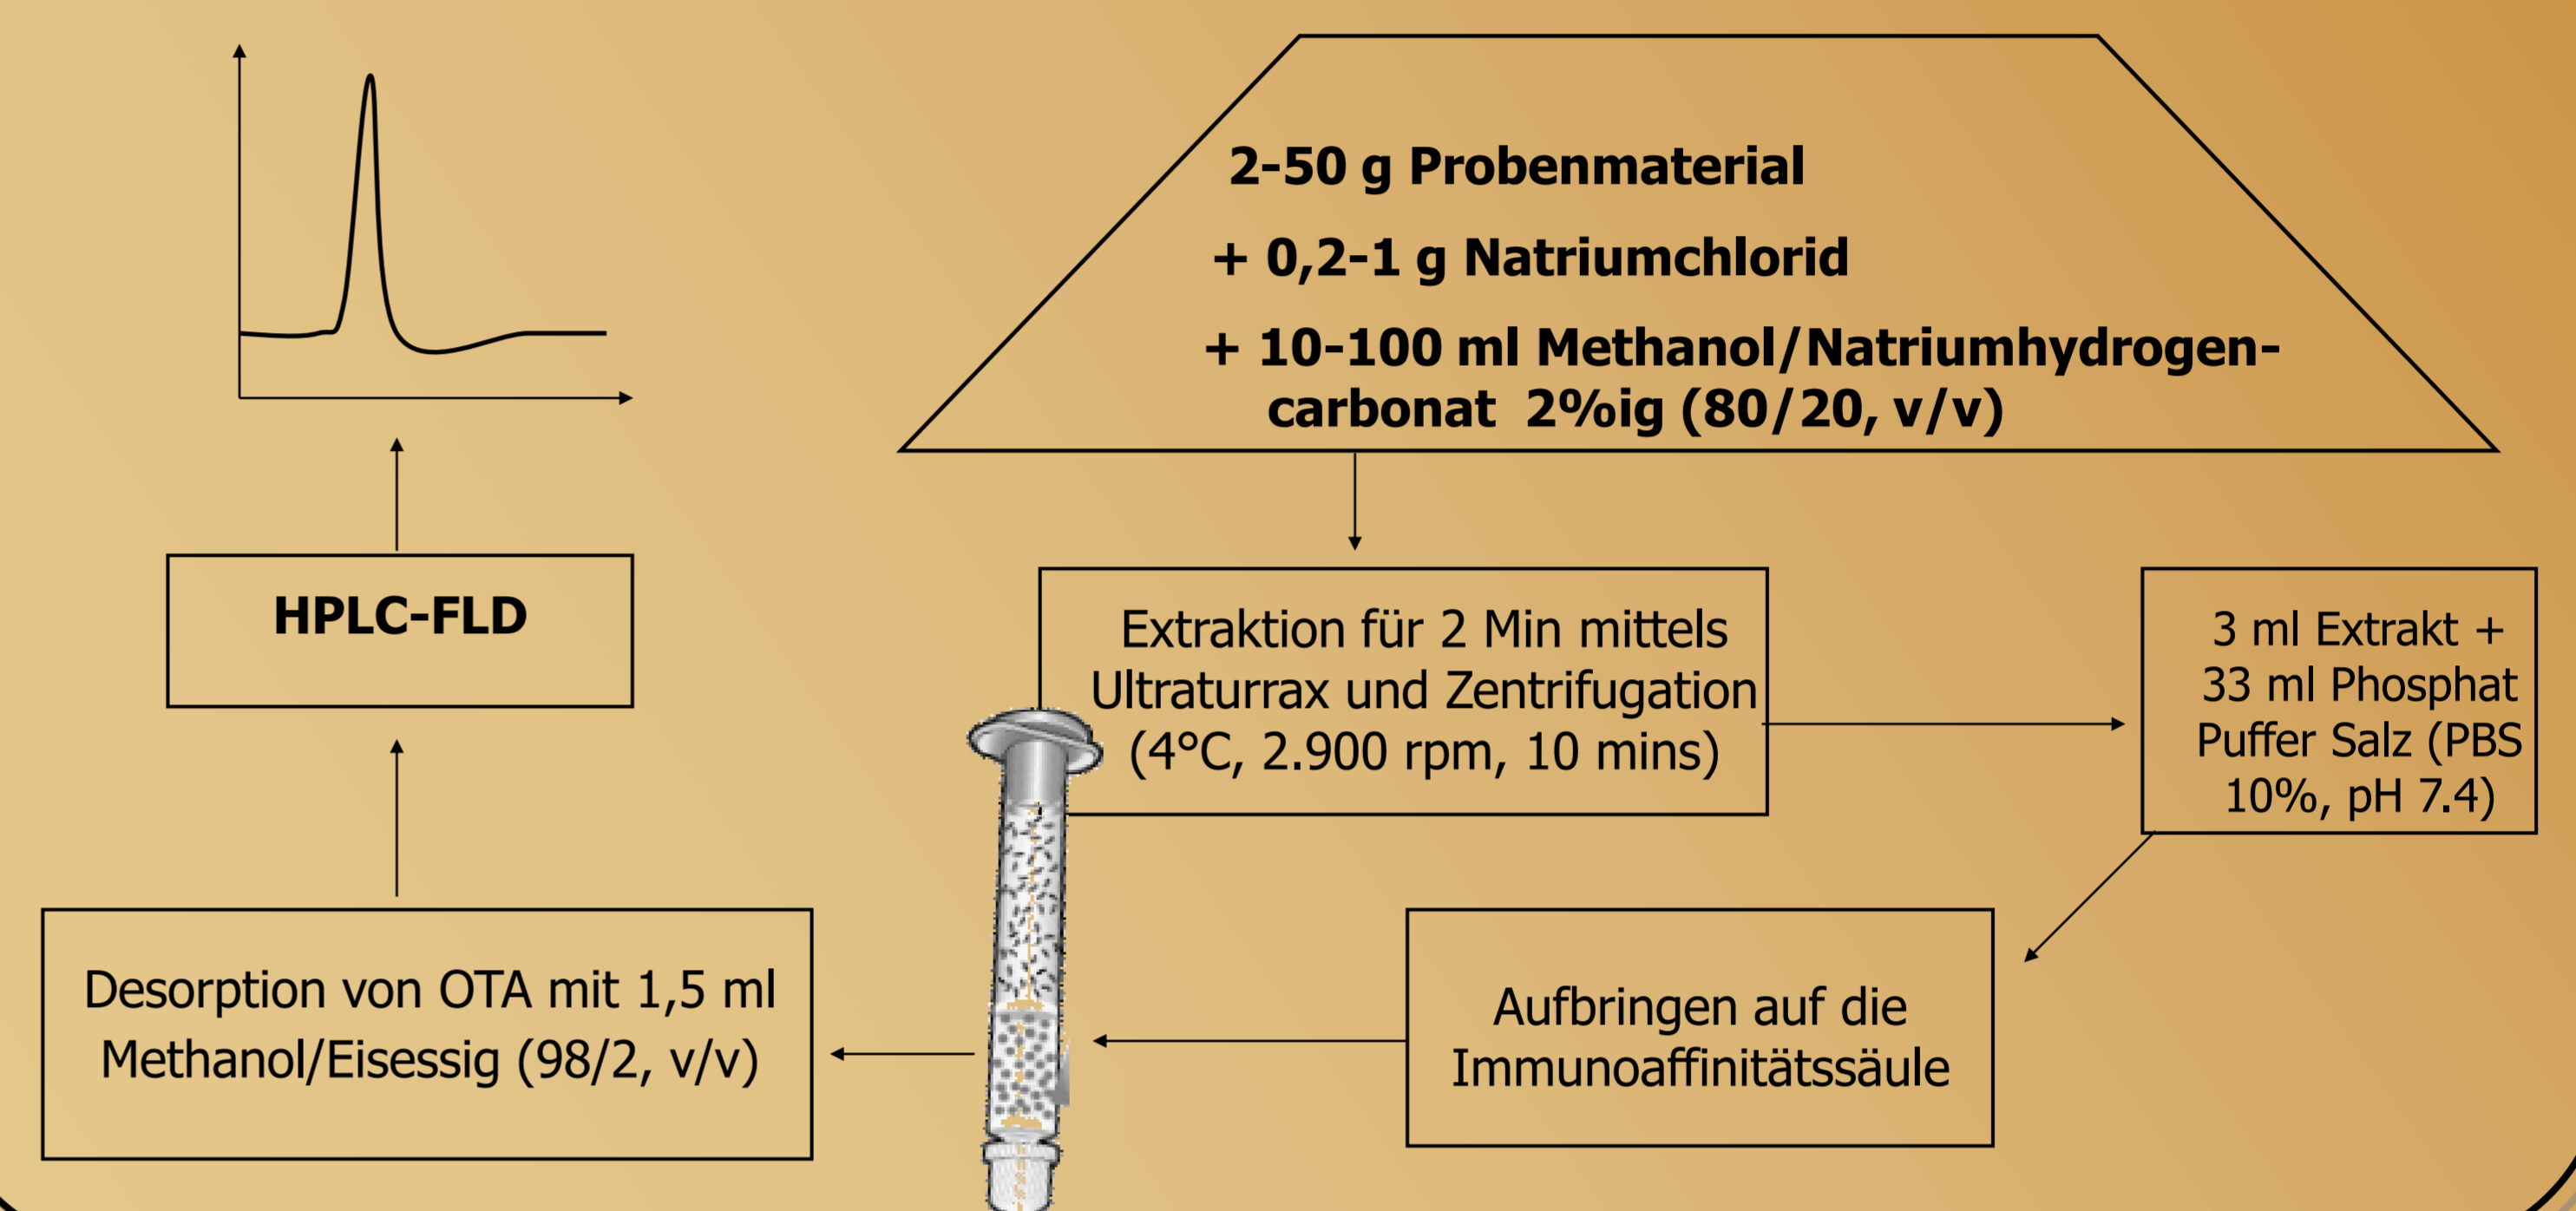 2-50 g Probenmaterial
+ 0,2-1 g Natriumchlorid
+ 10-100 ml Methanol/Natriumhydrogen-
carbonat 2%ig (80/20, v/v)
Extraktion für 2 Min mittels
Ultraturrax und Zentrifugation
(4°C, 2.900 rpm, 10 mins)
3 ml Extrakt +
33 ml Phosphat
Puffer Salz (PBS
10%, pH 7.4)
Aufbringen auf die
Immunoaffinitätssäule
Desorption von OTA mit 1,5 ml
Methanol/Eisessig (98/2, v/v)
HPLC-FLD